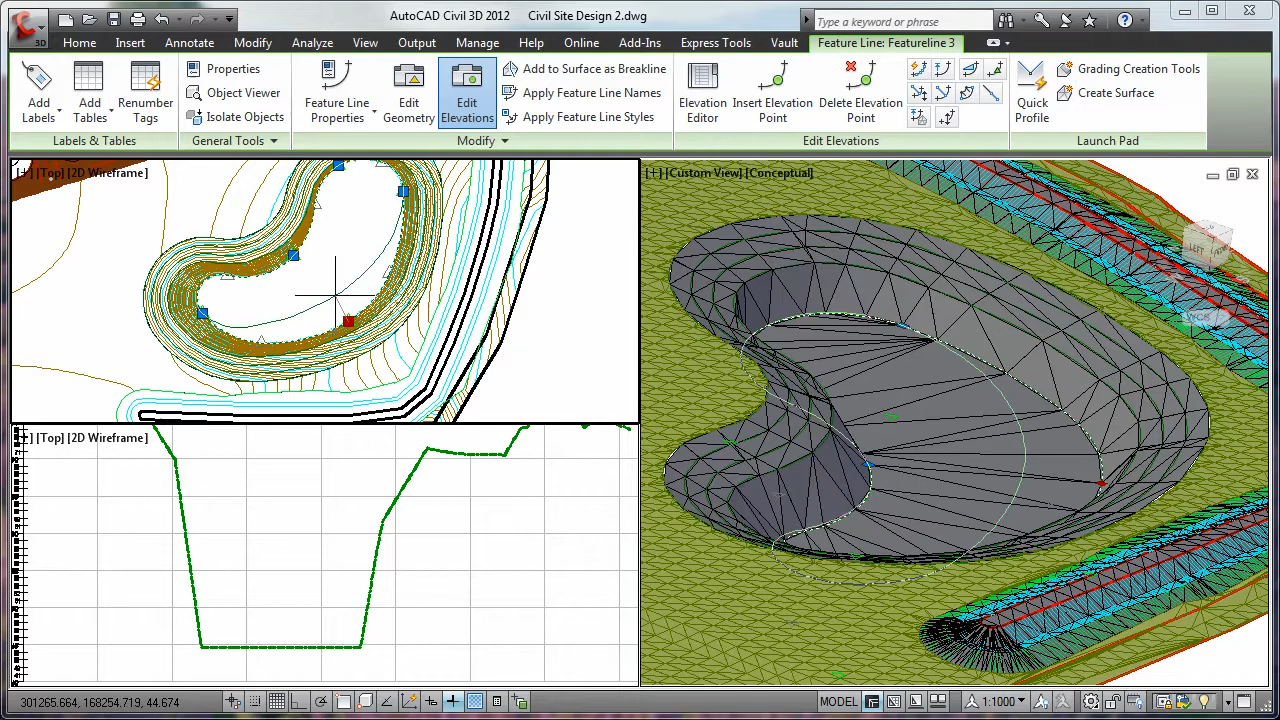 AutoCAD Civil 3D 2012 Civil Site Design 2.dwg
Type a keyword or phrase
3D
Home Insert Annotate Modify Analyze View Output Manage Help Online Add-Ins Express Tools Vault Feature Line: Featureline 3
Add Labels
Add Tables
Renumber Tags
Properties
Object Viewer
Isolate Objects
Feature Line Properties
Edit Geometry
Edit Elevations
Add to Surface as Breakline
Apply Feature Line Names
Apply Feature Line Styles
Elevation Editor
Insert Elevation Point
Delete Elevation Point
Quick Profile
Grading Creation Tools
Create Surface
Labels & Tables General Tools Modify Edit Elevations Launch Pad
[+] [Top] [2D Wireframe]
[+] [Custom View] [Conceptual]
LEFT
WCS
[+] [Top] [2D Wireframe]
301265.664, 168254.719, 44.674
MODEL
1:1000